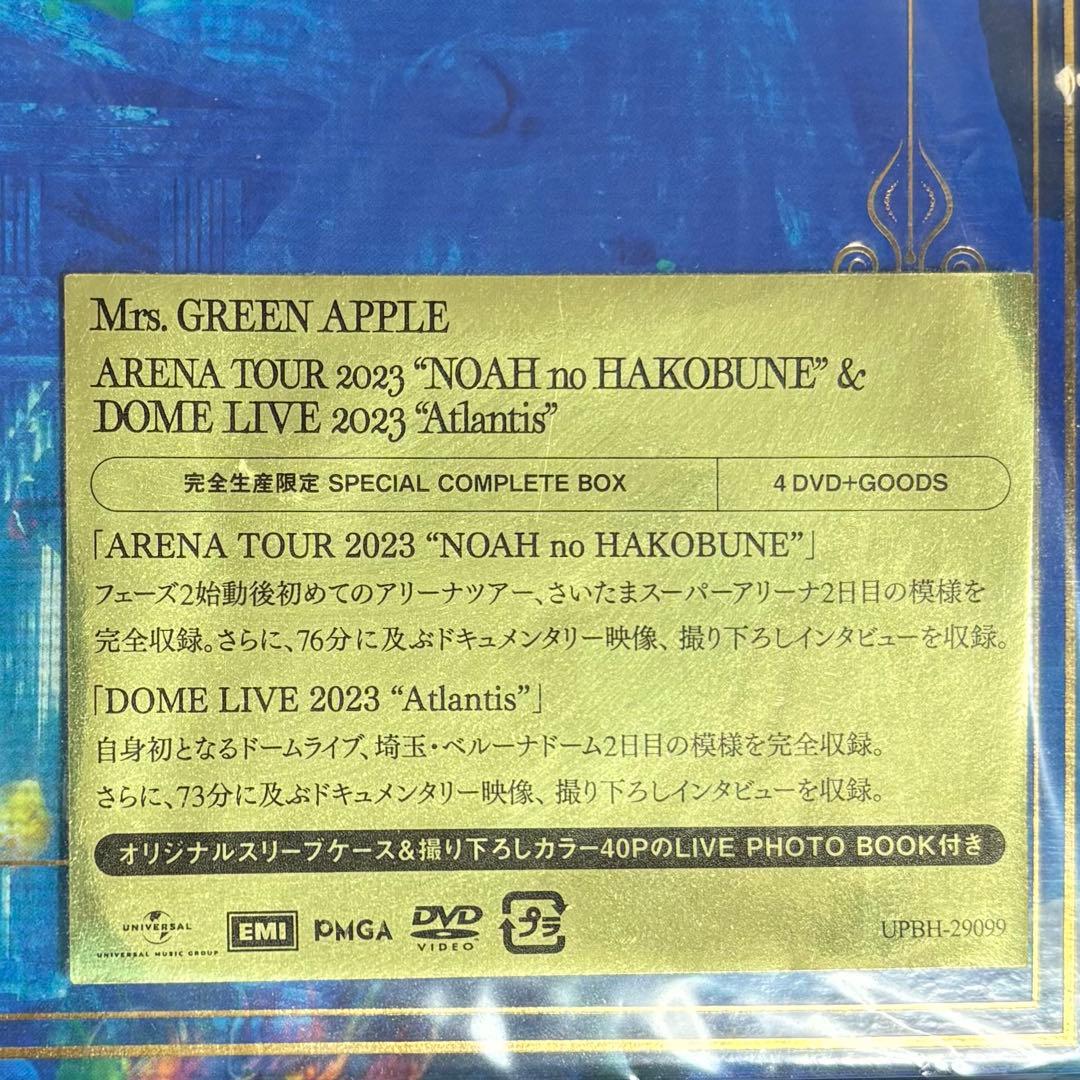 Mrs. GREEN APPLE
ARENA TOUR 2023 “NOAH no HAKOBUNE” &
DOME LIVE 2023 “Atlantis”
完全生産限定 SPECIAL COMPLETE BOX 4DVD+GOODS
「ARENA TOUR 2023 “NOAH no HAKOBUNE”」
フェーズ2始動後初めてのアリーナツアー、さいたまスーパーアリーナ2日目の模様を
完全収録。さらに、76分に及ぶドキュメンタリー映像、撮り下ろしインタビューを収録。
「DOME LIVE 2023 “Atlantis”」
自身初となるドームライブ、埼玉・ベルーナドーム2日目の模様を完全収録。
さらに、73分に及ぶドキュメンタリー映像、撮り下ろしインタビューを収録。
オリジナルスリーブケース&撮り下ろしカラー40PのLIVE PHOTO BOOK付き
UNIVERSAL
UNIVERSAL MUSIC GROUP
EMI
PMGA
DVD
VIDEO
プラ
UPBH-29099